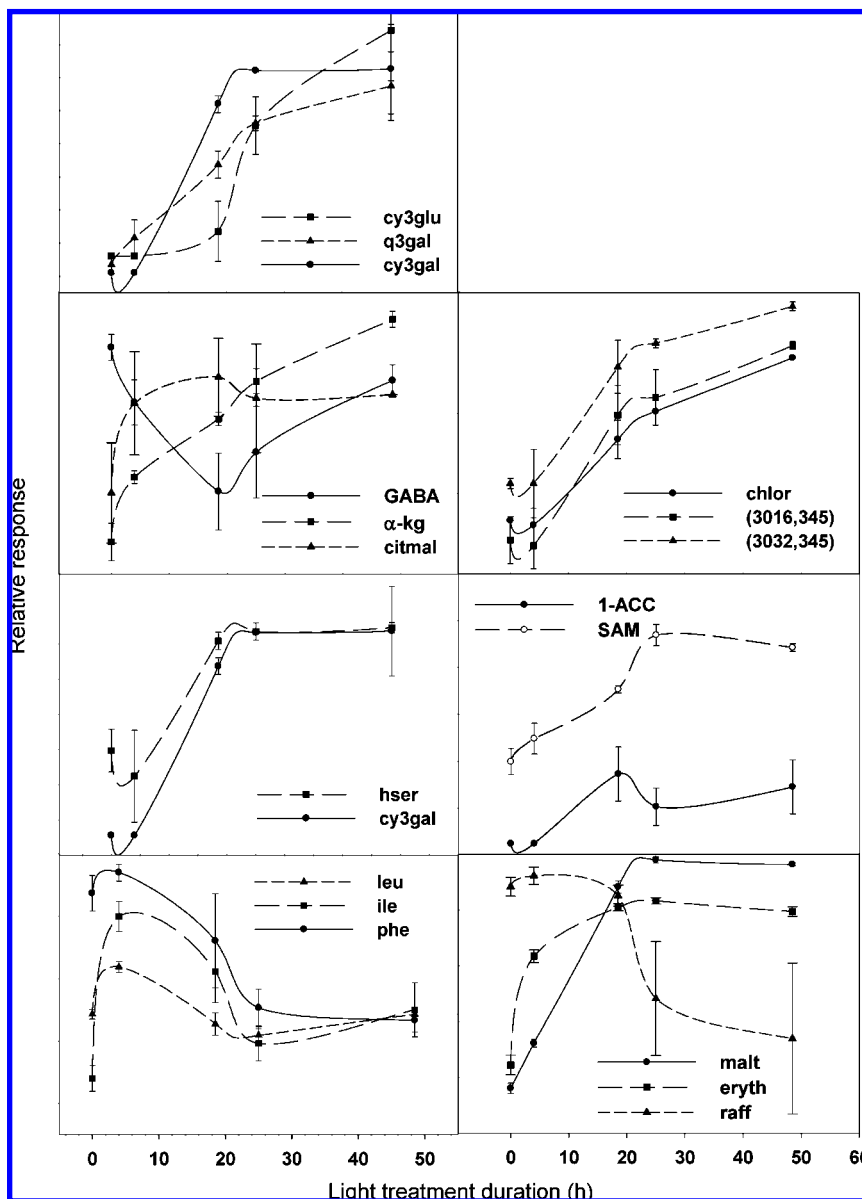 cy3glu
q3gal
cy3gal
GABA
α-kg
citmal
chlor
(3016,345)
(3032,345)
Relative response
hser
cy3gal
1-ACC
SAM
leu
ile
phe
malt
eryth
raff
0 10 20 30 40 50
0 10 20 30 40 50 60
Light treatment duration (h)